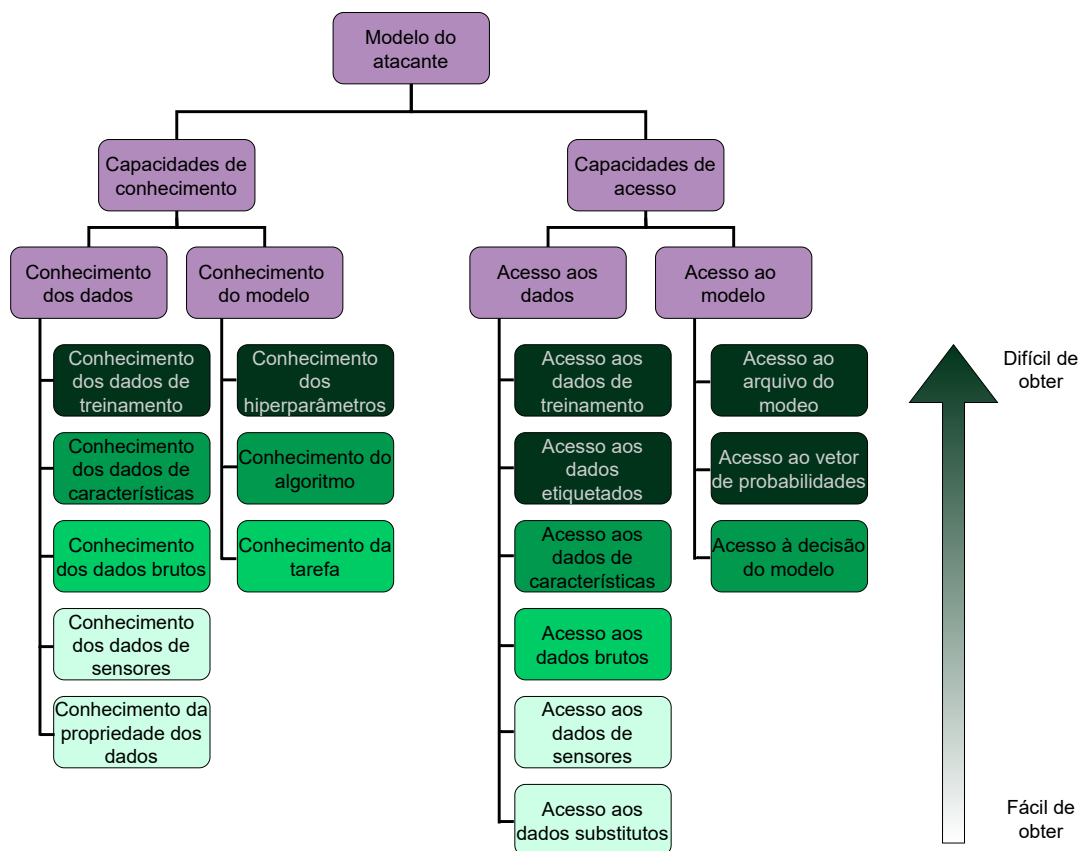 Modelo do
atacante
Capacidades de
conhecimento
Capacidades de
acesso
Conhecimento
dos dados
Conhecimento
do modelo
Acesso aos
dados
Acesso ao
modelo
Conhecimento
dos dados de
treinamento
Conhecimento
dos dados de
características
Conhecimento
dos dados brutos
Conhecimento
dos dados de
sensores
Conhecimento da
propriedade dos
dados
Conhecimento
dos
hiperparâmetros
Conhecimento do
algoritmo
Conhecimento da
tarefa
Acesso aos
dados de
treinamento
Acesso aos
dados
etiquetados
Acesso aos
dados de
características
Acesso aos
dados brutos
Acesso aos
dados de
sensores
Acesso aos
dados substitutos
Acesso ao
arquivo do
modeo
Acesso ao vetor
de probabilidades
Acesso à decisão
do modelo
Difícil de
obter
Fácil de
obter